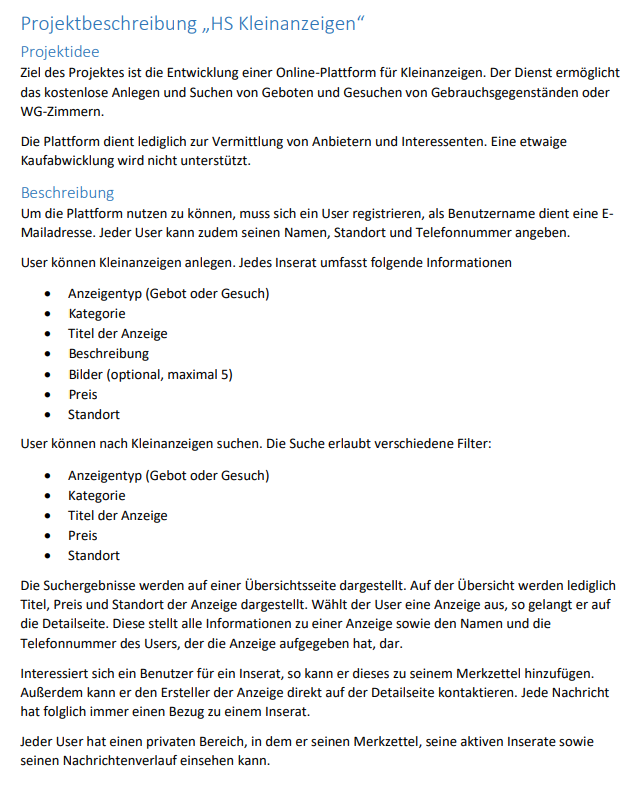 Projektbeschreibung „HS Kleinanzeigen“
Projektidee
Ziel des Projektes ist die Entwicklung einer Online-Plattform für Kleinanzeigen. Der Dienst ermöglicht
das kostenlose Anlegen und Suchen von Geboten und Gesuchen von Gebrauchsgegenständen oder
WG-Zimmern.
Die Plattform dient lediglich zur Vermittlung von Anbietern und Interessenten. Eine etwaige
Kaufabwicklung wird nicht unterstützt.
Beschreibung
Um die Plattform nutzen zu können, muss sich ein User registrieren, als Benutzername dient eine E-
Mailadresse. Jeder User kann zudem seinen Namen, Standort und Telefonnummer angeben.
User können Kleinanzeigen anlegen. Jedes Inserat umfasst folgende Informationen
• Anzeigentyp (Gebot oder Gesuch)
• Kategorie
• Titel der Anzeige
• Beschreibung
• Bilder (optional, maximal 5)
• Preis
• Standort
User können nach Kleinanzeigen suchen. Die Suche erlaubt verschiedene Filter:
• Anzeigentyp (Gebot oder Gesuch)
• Kategorie
• Titel der Anzeige
• Preis
• Standort
Die Suchergebnisse werden auf einer Übersichtsseite dargestellt. Auf der Übersicht werden lediglich
Titel, Preis und Standort der Anzeige dargestellt. Wählt der User eine Anzeige aus, so gelangt er auf
die Detailseite. Diese stellt alle Informationen zu einer Anzeige sowie den Namen und die
Telefonnummer des Users, der die Anzeige aufgegeben hat, dar.
Interessiert sich ein Benutzer für ein Inserat, so kann er dieses zu seinem Merkzettel hinzufügen.
Außerdem kann er den Ersteller der Anzeige direkt auf der Detailseite kontaktieren. Jede Nachricht
hat folglich immer einen Bezug zu einem Inserat.
Jeder User hat einen privaten Bereich, in dem er seinen Merkzettel, seine aktiven Inserate sowie
seinen Nachrichtenverlauf einsehen kann.